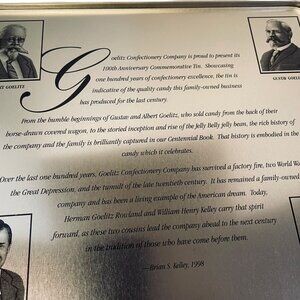 Goelitz Confectionery Company is proud to present its
100th Anniversary Commemorative Tin. Showcasing
one hundred years of confectionery excellence, the tin is
indicative of the quality candy this family-owned business
has produced for the last century.
From the humble beginnings of Gustav and Albert Goelitz, who sold candy from the back of their
horse-drawn covered wagon, to the storied inception and rise of the Jelly Belly jelly bean, the rich history of
the company and the family is brilliantly captured in our Centennial Book. That history is embodied in the
candy which it celebrates.
Over the last one hundred years, Goelitz Confectionery Company has survived a factory fire, two World Wa
the Great Depression, and the tumult of the late twentieth century. It has remained a family-owned
company and has been a living example of the American dream. Today,
Herman Goelitz Rowland and William Henry Kelley carry that spirit
forward, as these two cousins lead the company ahead to the next century
in the tradition of those who have come before them.
—Brian S. Kelley, 1998
GOELITZ
GUSTAV GOEL